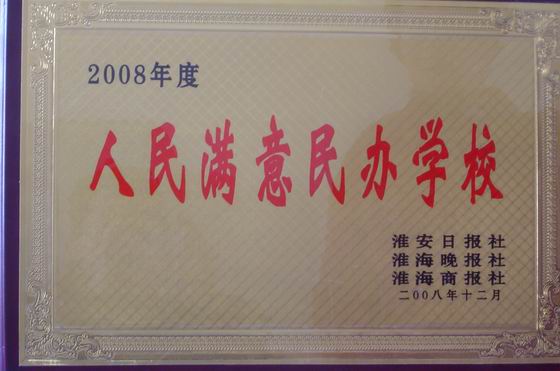 2008年度
人民满意民办学校
淮安日报社
淮海晚报社
淮海商报社
二00八年十二月